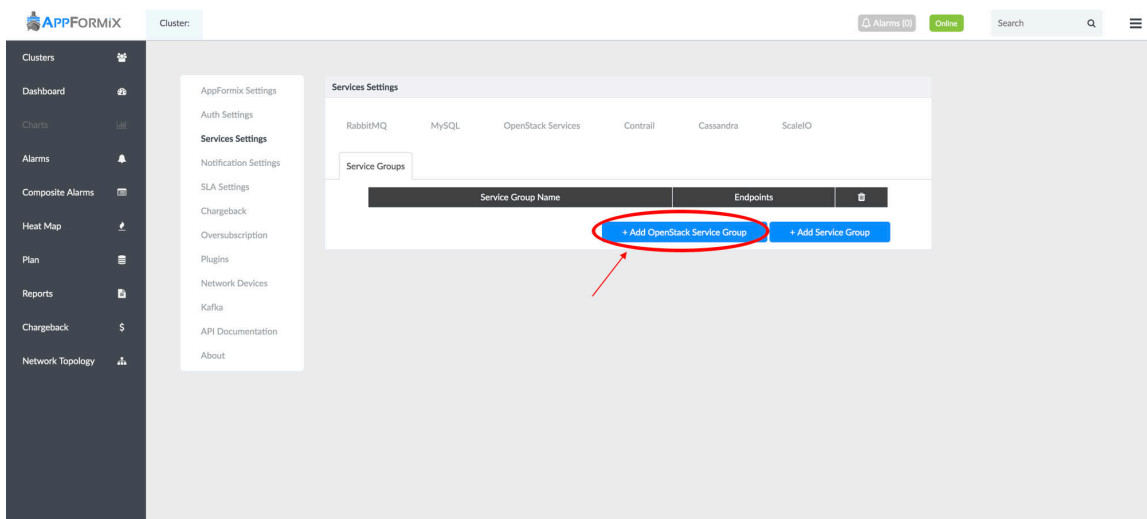 APPFORMIX
Cluster:
Alarms (0)
Online
Search
Clusters
Dashboard
Charts
Alarms
Composite Alarms
Heat Map
Plan
Reports
Chargeback
Network Topology
AppFormix Settings
Auth Settings
Services Settings
Notification Settings
SLA Settings
Chargeback
Oversubscription
Plugins
Network Devices
Kafka
API Documentation
About
Services Settings
RabbitMQ MySQL OpenStack Services Contrail Cassandra ScaleIO
Service Groups
Service Group Name Endpoints
+ Add OpenStack Service Group + Add Service Group